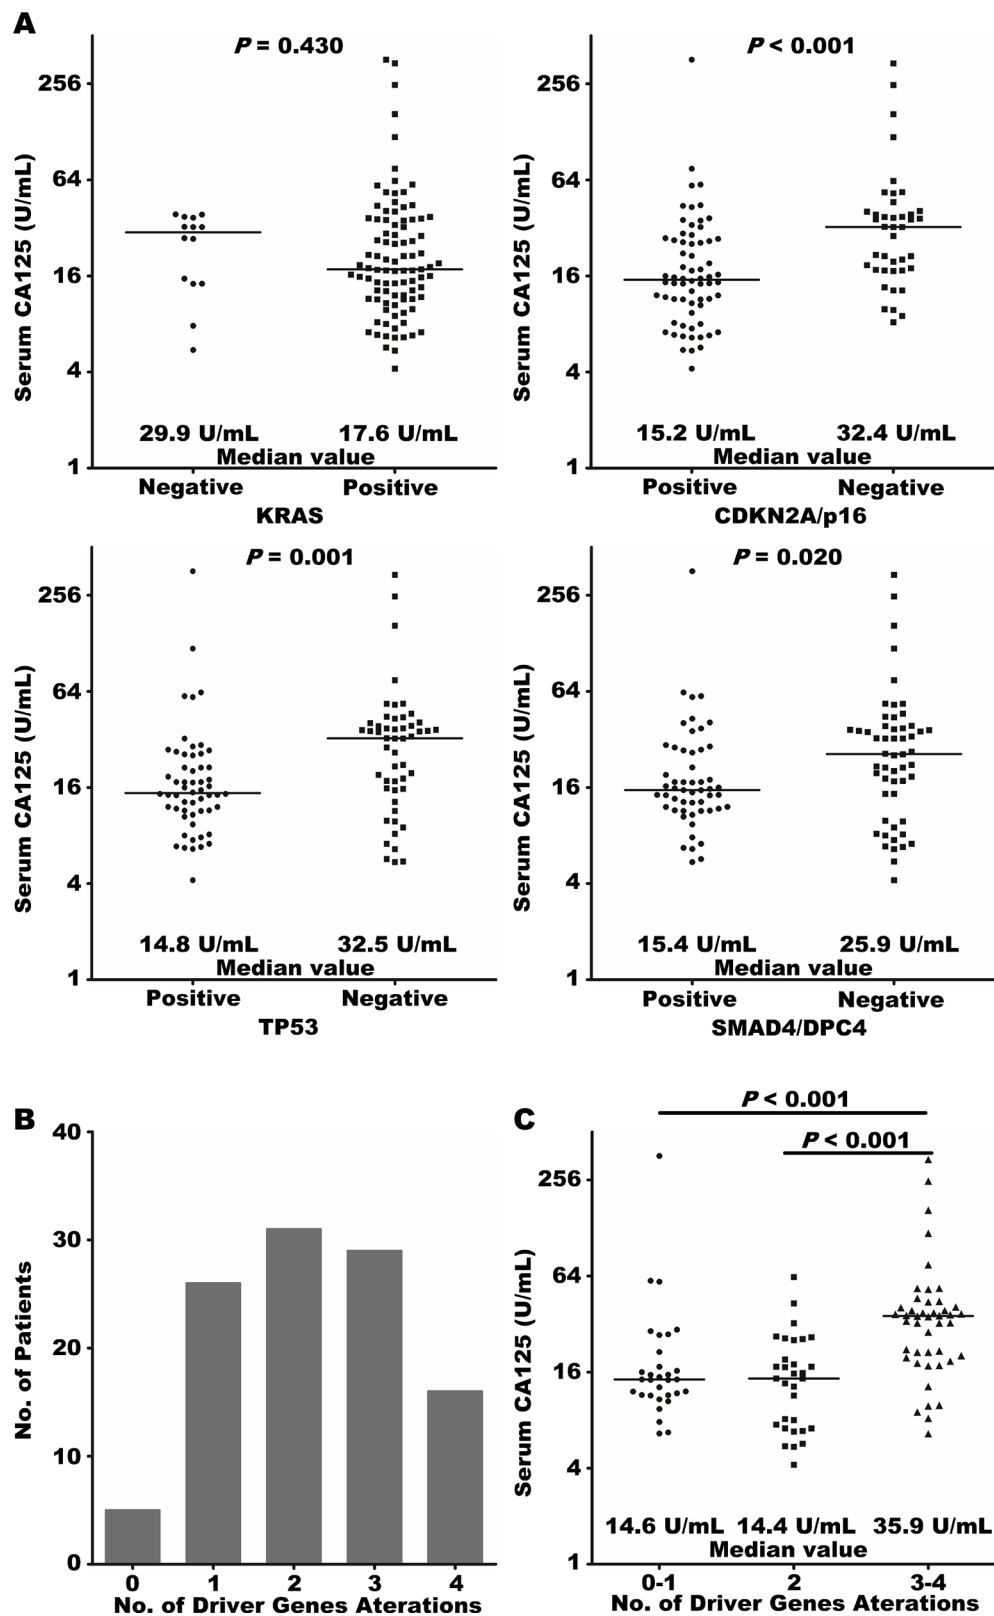 A
P = 0.430
256
64
16
4
1
Serum CA125 (U/mL)
29.9 U/mL 17.6 U/mL
Median value
Negative Positive
KRAS
P < 0.001
256
64
16
4
1
Serum CA125 (U/mL)
15.2 U/mL 32.4 U/mL
Median value
Positive Negative
CDKN2A/p16
P = 0.001
256
64
16
4
1
Serum CA125 (U/mL)
14.8 U/mL 32.5 U/mL
Median value
Positive Negative
TP53
P = 0.020
256
64
16
4
1
Serum CA125 (U/mL)
15.4 U/mL 25.9 U/mL
Median value
Positive Negative
SMAD4/DPC4
B
40
30
20
10
0
No. of Patients
0 1 2 3 4
No. of Driver Genes Aterations
C
P < 0.001
P < 0.001
256
64
16
4
1
Serum CA125 (U/mL)
14.6 U/mL 14.4 U/mL 35.9 U/mL
Median value
0-1 2 3-4
No. of Driver Genes Aterations